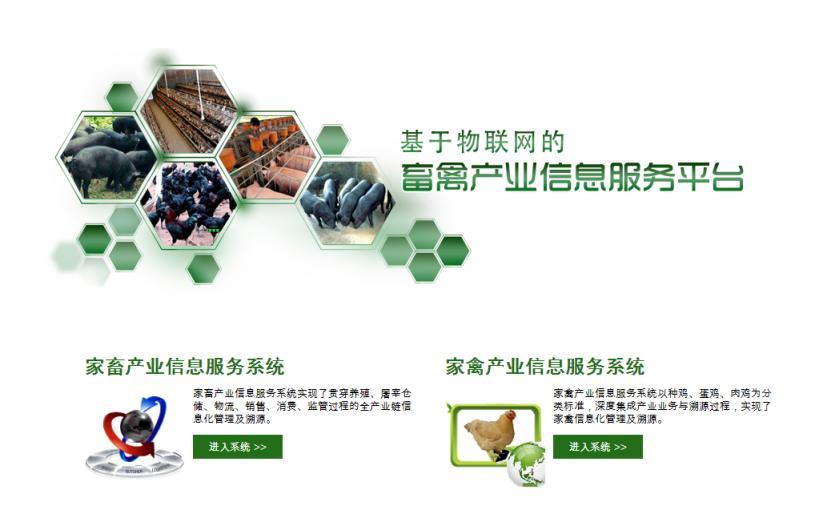 基于物联网的
畜禽产业信息服务平台
家畜产业信息服务系统
家畜产业信息服务系统实现了贯穿养殖、屠宰仓
储、物流、销售、消费、监管过程的全产业链信
息化管理及溯源。
进入系统 >>
家禽产业信息服务系统
家禽产业信息服务系统以种鸡、蛋鸡、肉鸡为分
类标准，深度集成产业业务与溯源过程，实现了
家禽信息化管理及溯源。
进入系统 >>